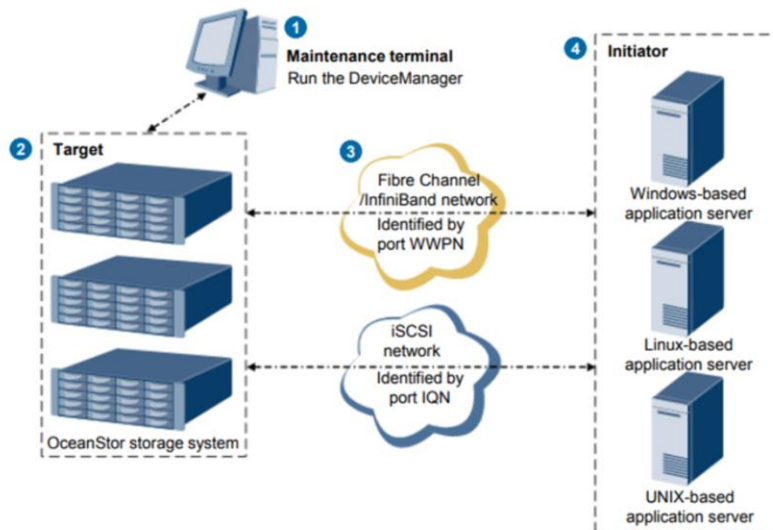 1
Maintenance terminal
Run the DeviceManager
2
Target
OceanStor storage system
3
Fibre Channel
/InfiniBand network
Identified by
port WWPN
iSCSI
network
Identified by
port IQN
4
Initiator
Windows-based
application server
Linux-based
application server
UNIX-based
application server